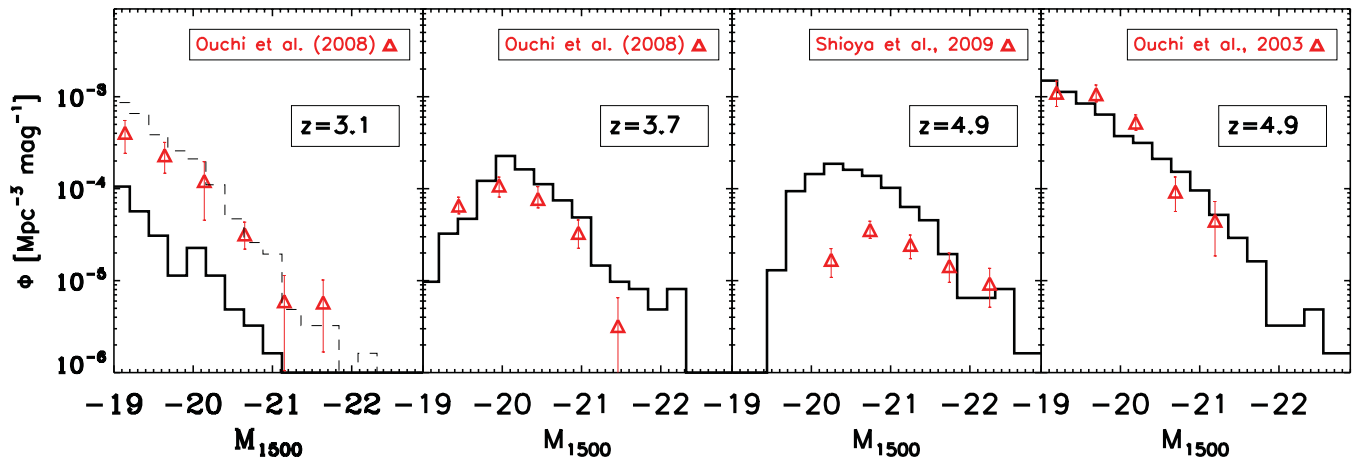 Ouchi et al. (2008)
Ouchi et al. (2008)
Shioya et al., 2009
Ouchi et al., 2003
z=3.1
z=3.7
z=4.9
z=4.9
Φ [Mpc⁻³ mag⁻¹]
10⁻³
10⁻⁴
10⁻⁵
10⁻⁶
−19 −20 −21 −22 −19 −20 −21 −22 −19 −20 −21 −22 −19 −20 −21 −22
M₁₅₀₀ M₁₅₀₀ M₁₅₀₀ M₁₅₀₀